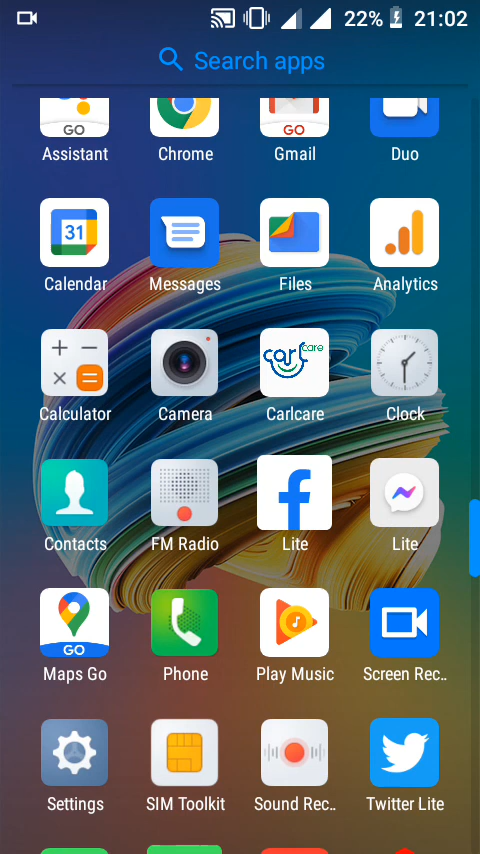 22% 21:02
Search apps
GO GO
Assistant Chrome Gmail Duo
31
Calendar Messages Files Analytics
carl care
Calculator Camera Carlcare Clock
Contacts FM Radio Lite Lite
GO
Maps Go Phone Play Music Screen Rec..
Settings SIM Toolkit Sound Rec.. Twitter Lite